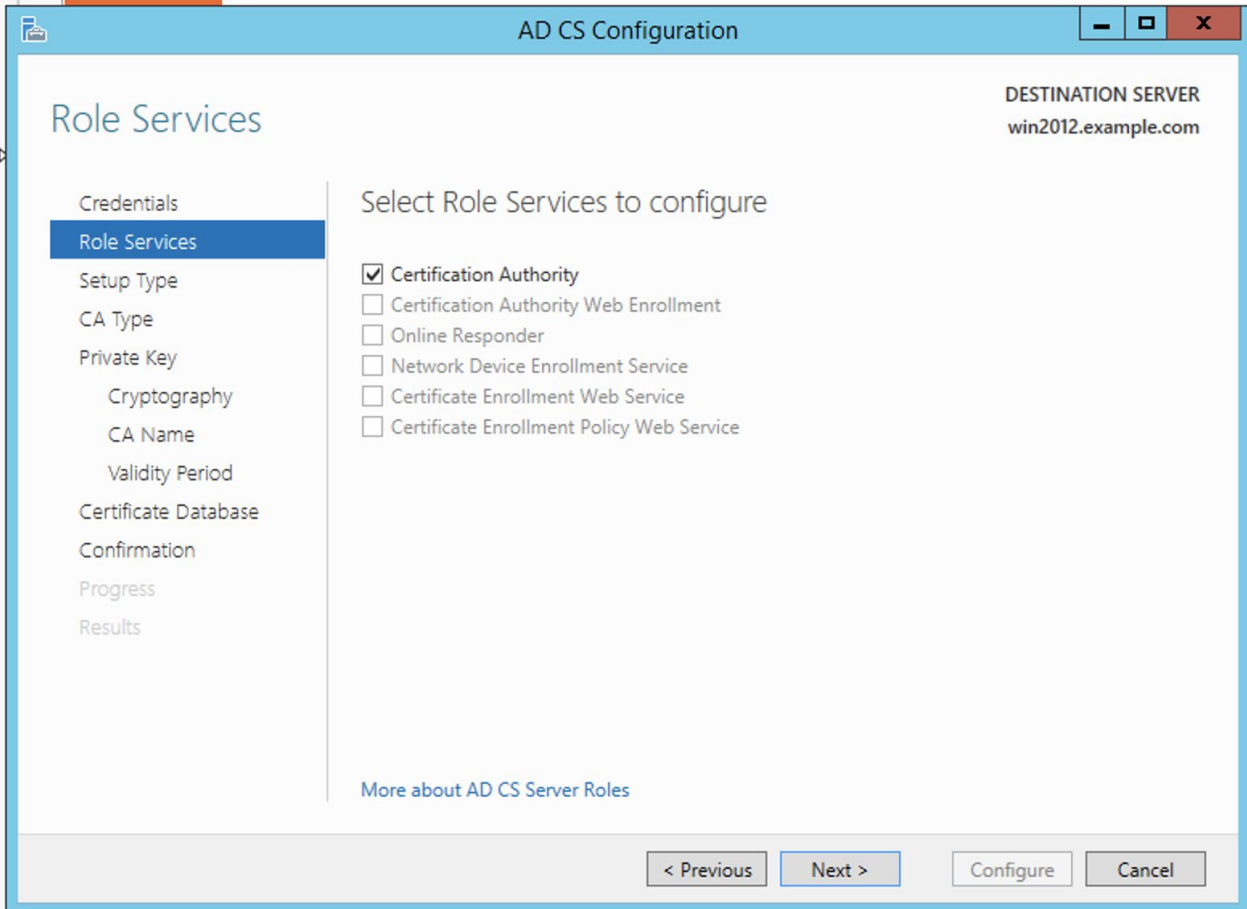 AD CS Configuration
Role Services
DESTINATION SERVER
win2012.example.com
Credentials
Role Services
Setup Type
CA Type
Private Key
Cryptography
CA Name
Validity Period
Certificate Database
Confirmation
Progress
Results
Select Role Services to configure
Certification Authority
Certification Authority Web Enrollment
Online Responder
Network Device Enrollment Service
Certificate Enrollment Web Service
Certificate Enrollment Policy Web Service
More about AD CS Server Roles
< Previous
Next >
Configure
Cancel